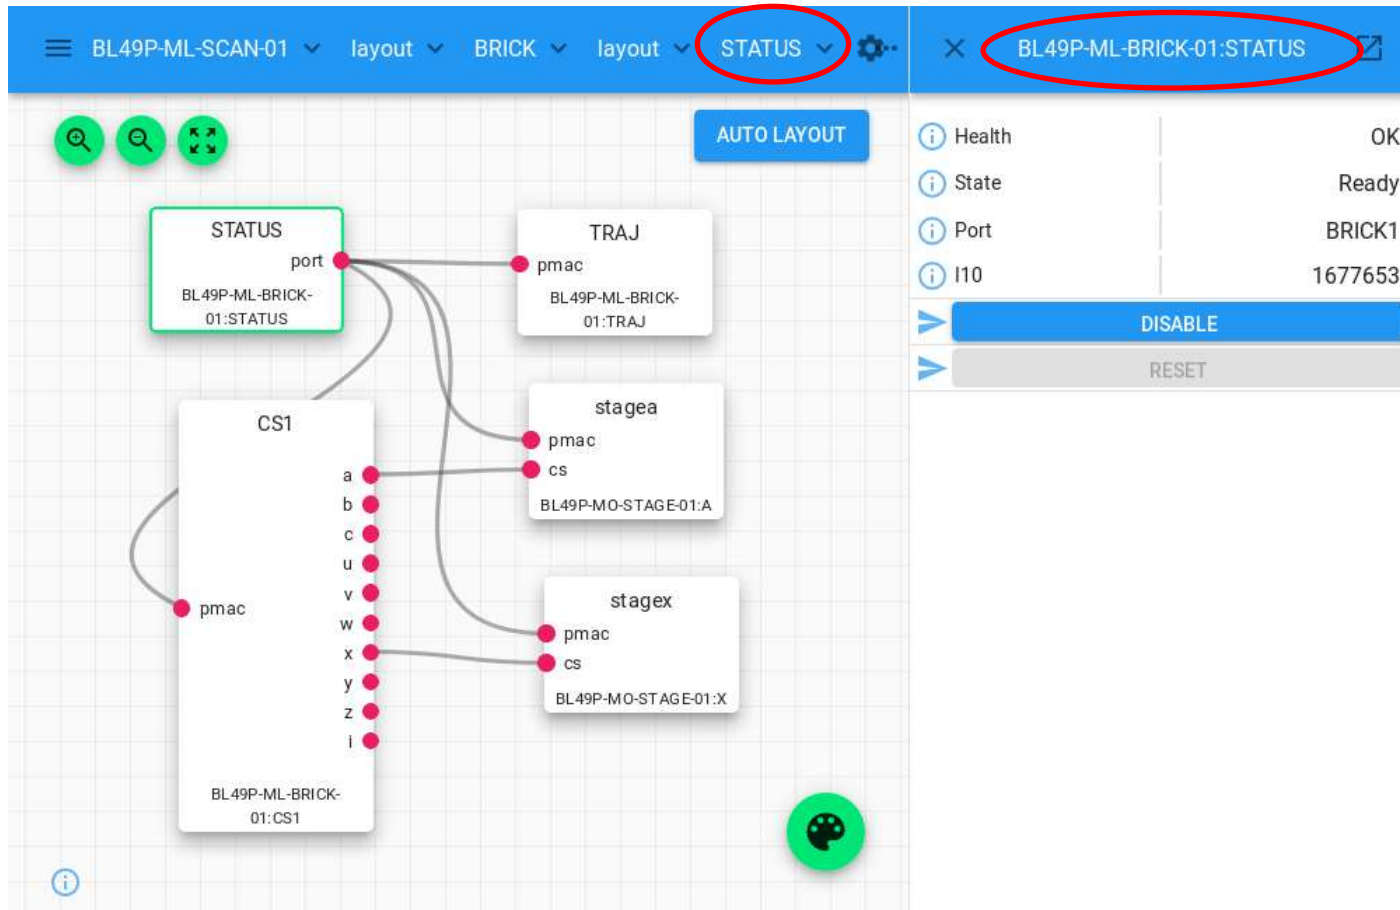 BL49P-ML-SCAN-01 layout BRICK layout STATUS
BL49P-ML-BRICK-01:STATUS
AUTO LAYOUT
STATUS
port
BL49P-ML-BRICK-
01:STATUS
TRAJ
pmac
BL49P-ML-BRICK-
01:TRAJ
CS1
a
b
c
u
v
w
x
y
z
i
pmac
BL49P-ML-BRICK-
01:CS1
stagea
pmac
cs
BL49P-MO-STAGE-01:A
stagex
pmac
cs
BL49P-MO-STAGE-01:X
Health OK
State Ready
Port BRICK1
I10 1677653
DISABLE
RESET